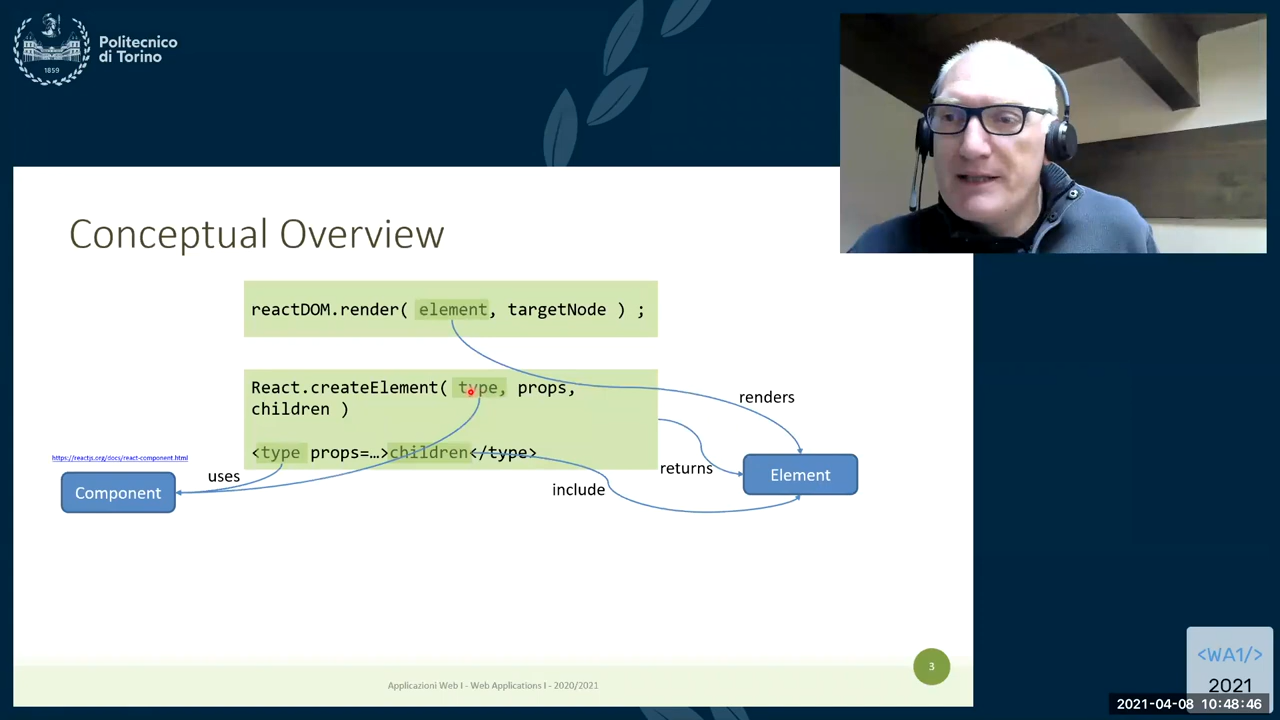 Politecnico
di Torino
1859
Conceptual Overview
reactDOM.render( element, targetNode ) ;
React.createElement( type, props,
children )
<type props=…>children</type>
renders
returns
include
uses
https://reactjs.org/docs/react-component.html
Component
Element
3
Applicazioni Web I - Web Applications I - 2020/2021
<WA1/>
2021
2021-04-08 10:48:46